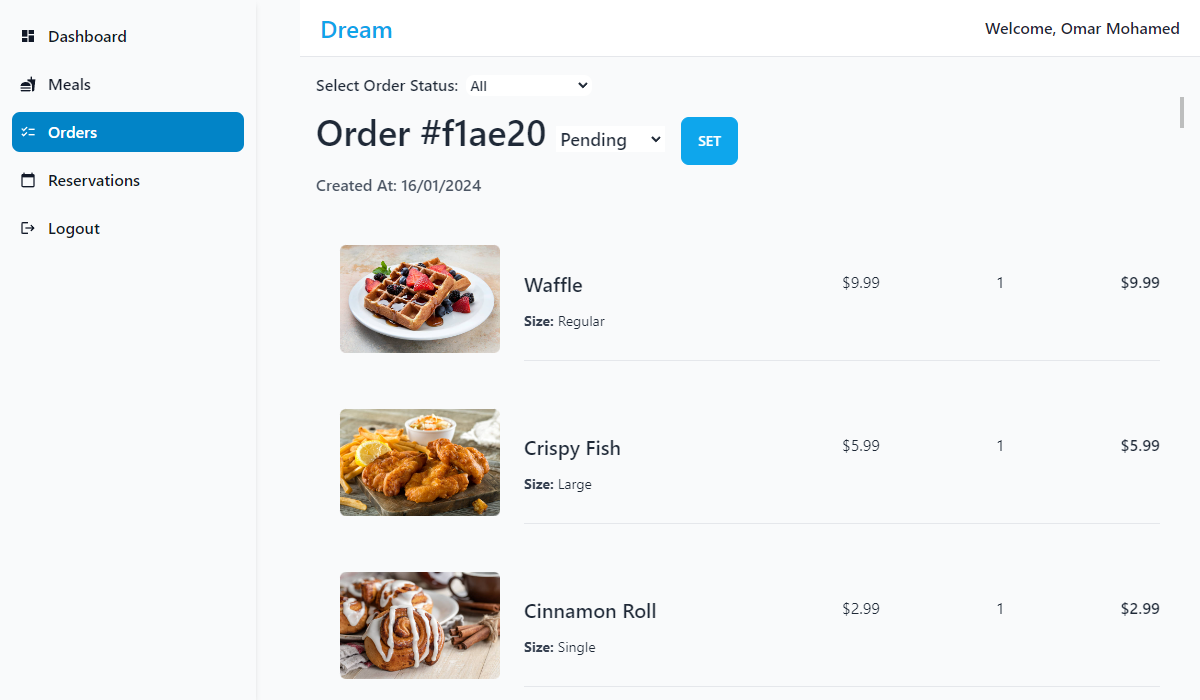 Dashboard
Meals
Orders
Reservations
Logout
Dream
Welcome, Omar Mohamed
Select Order Status: All
Order #f1ae20 Pending SET
Created At: 16/01/2024
Waffle $9.99 1 $9.99
Size: Regular
Crispy Fish $5.99 1 $5.99
Size: Large
Cinnamon Roll $2.99 1 $2.99
Size: Single